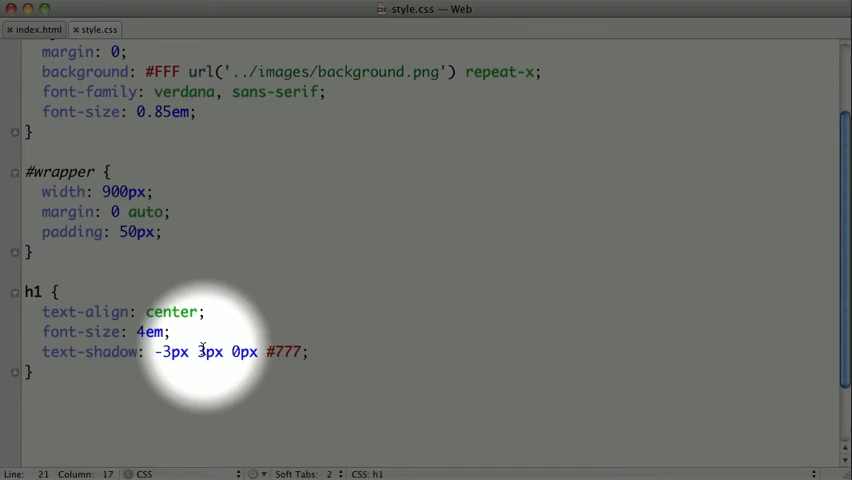 style.css — Web
index.html style.css
margin: 0;
background: #FFF url('../images/background.png') repeat-x;
font-family: verdana, sans-serif;
font-size: 0.85em;
}
#wrapper {
width: 900px;
margin: 0 auto;
padding: 50px;
}
h1 {
text-align: center;
font-size: 4em;
text-shadow: -3px 3px 0px #777;
}
Line: 21 Column: 17 CSS Soft Tabs: 2 CSS: h1